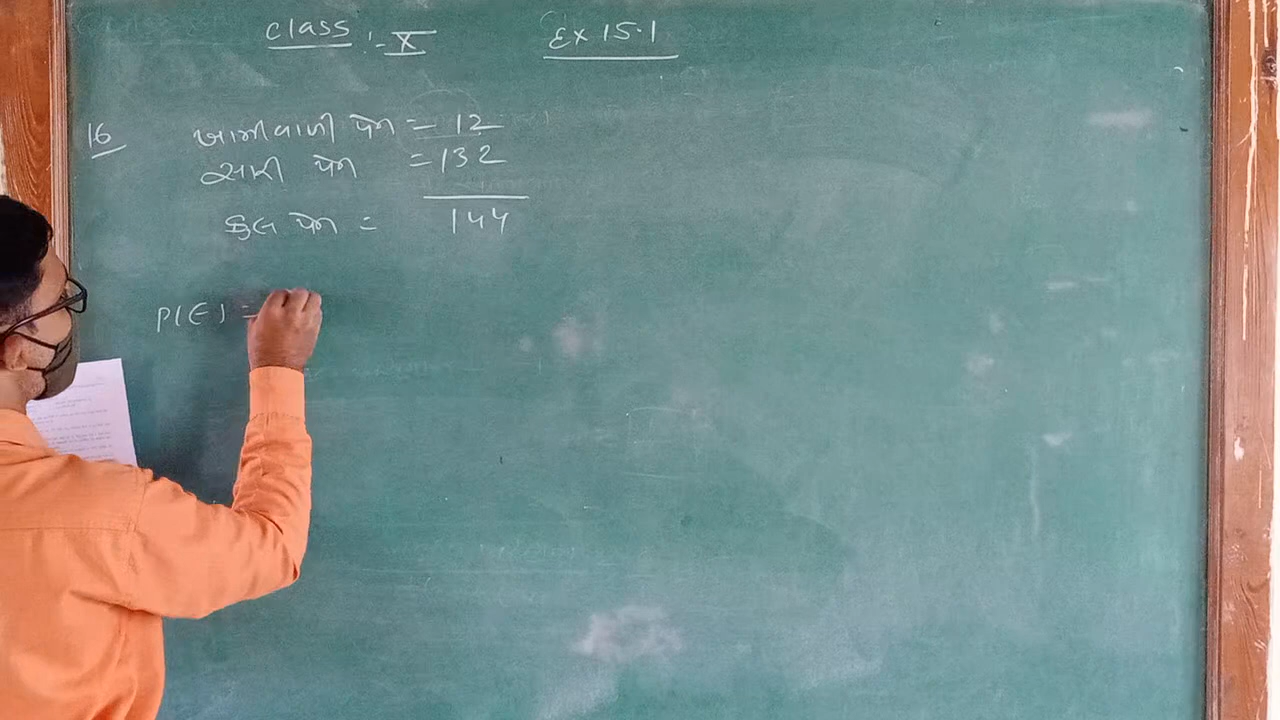 Class :- X Ex 15.1
16 ખામીવાળી પેન = 12
સારી પેન = 132
કુલ પેન = 144
P(E) =